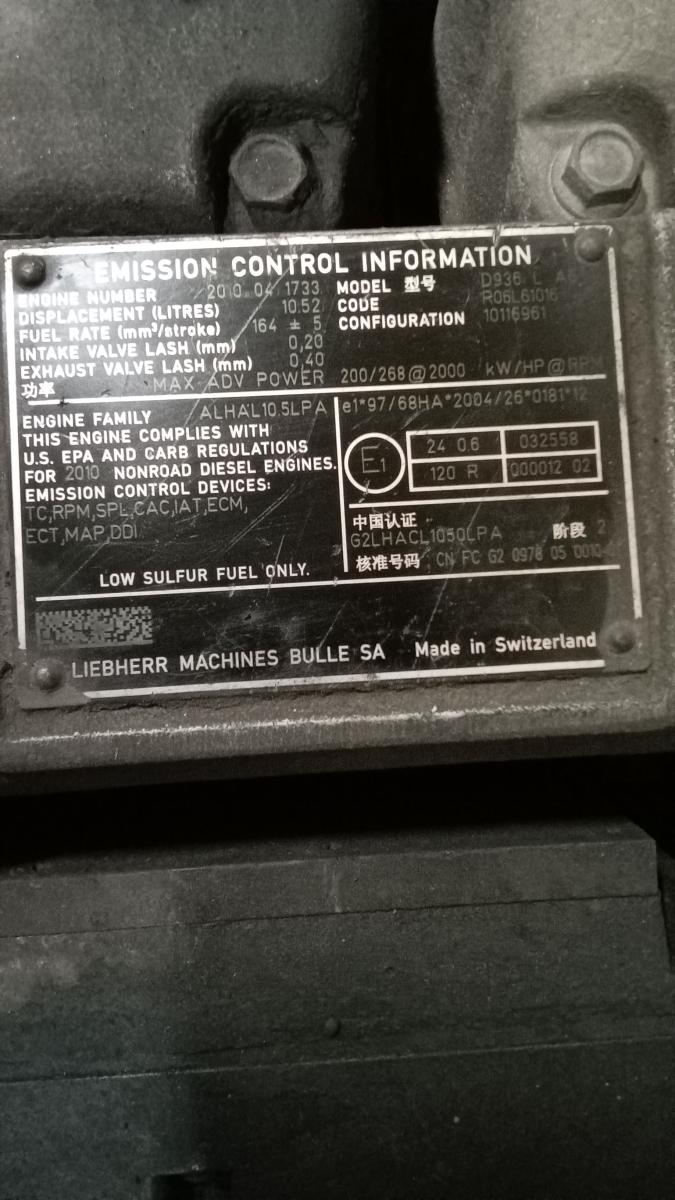 EMISSION CONTROL INFORMATION
ENGINE NUMBER 2010 04 1733
DISPLACEMENT (LITRES) 10.52
FUEL RATE (mm³/stroke) 164 ± 5
INTAKE VALVE LASH (mm) 0,20
EXHAUST VALVE LASH (mm) 0,40
MODEL 型号 D936 L
CODE R06L61016
CONFIGURATION 10116961
功率 MAX ADV POWER 200/268@2000 kW/HP@RPM
ENGINE FAMILY ALHAL10.5LPA
THIS ENGINE COMPLIES WITH
U.S. EPA AND CARB REGULATIONS
FOR 2010 NONROAD DIESEL ENGINES.
EMISSION CONTROL DEVICES:
TC,RPM,SPL,CAC,IAT,ECM,
ECT,MAP,DDI
LOW SULFUR FUEL ONLY.
e1*97/68HA*2004/26*0181*12
E1
24 0.6 032558
120 R 000012 02
中国认证
G2LHACL1050LPA 阶段 2
核准号码 CN FC G2 0978 05 0010
LIEBHERR MACHINES BULLE SA Made in Switzerland